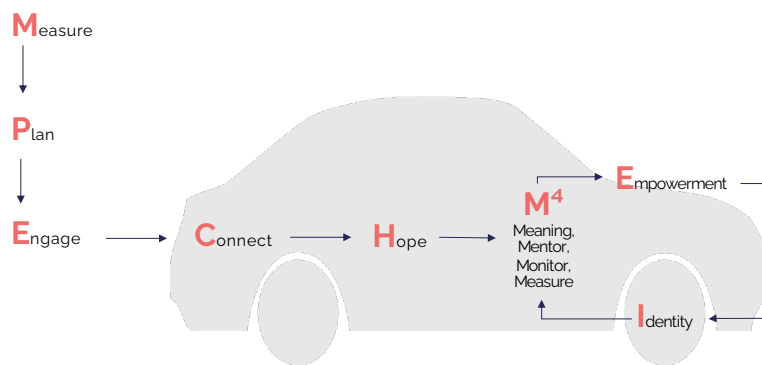 Measure
Plan
Engage
Connect
Hope
M⁴
Meaning,
Mentor,
Monitor,
Measure
Empowerment
Identity